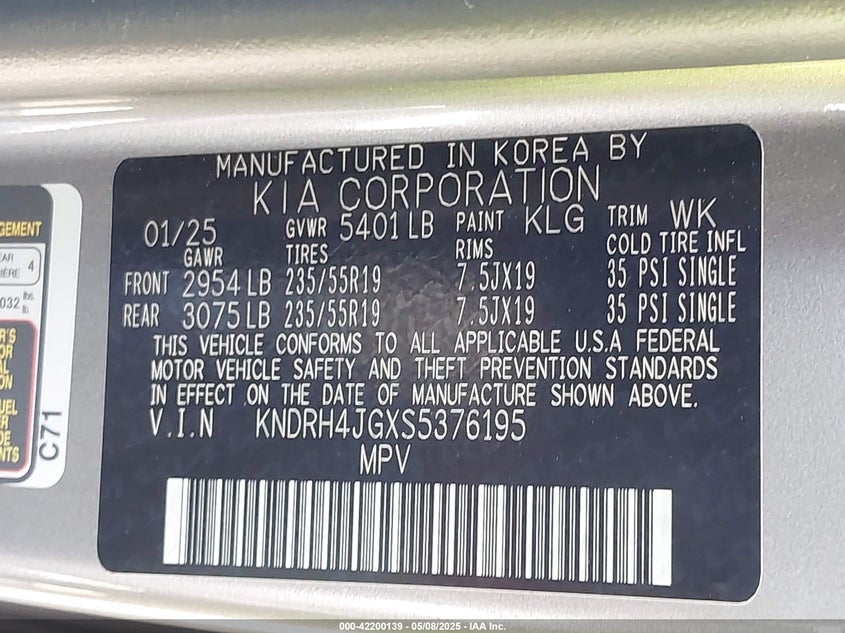 MANUFACTURED IN KOREA BY
KIA CORPORATION
01/25 GVWR 5401 LB PAINT KLG TRIM WK
GAWR TIRES RIMS COLD TIRE INFL
FRONT 2954 LB 235/55R19 7.5JX19 35 PSI SINGLE
REAR 3075 LB 235/55R19 7.5JX19 35 PSI SINGLE
THIS VEHICLE CONFORMS TO ALL APPLICABLE U.S.A FEDERAL
MOTOR VEHICLE SAFETY AND THEFT PREVENTION STANDARDS
IN EFFECT ON THE DATE OF MANUFACTURE SHOWN ABOVE.
V.I.N KNDRH4JGXS5376195
MPV
C71
4
lbs.
000-42200139 - 05/08/2025 - IAA Inc.